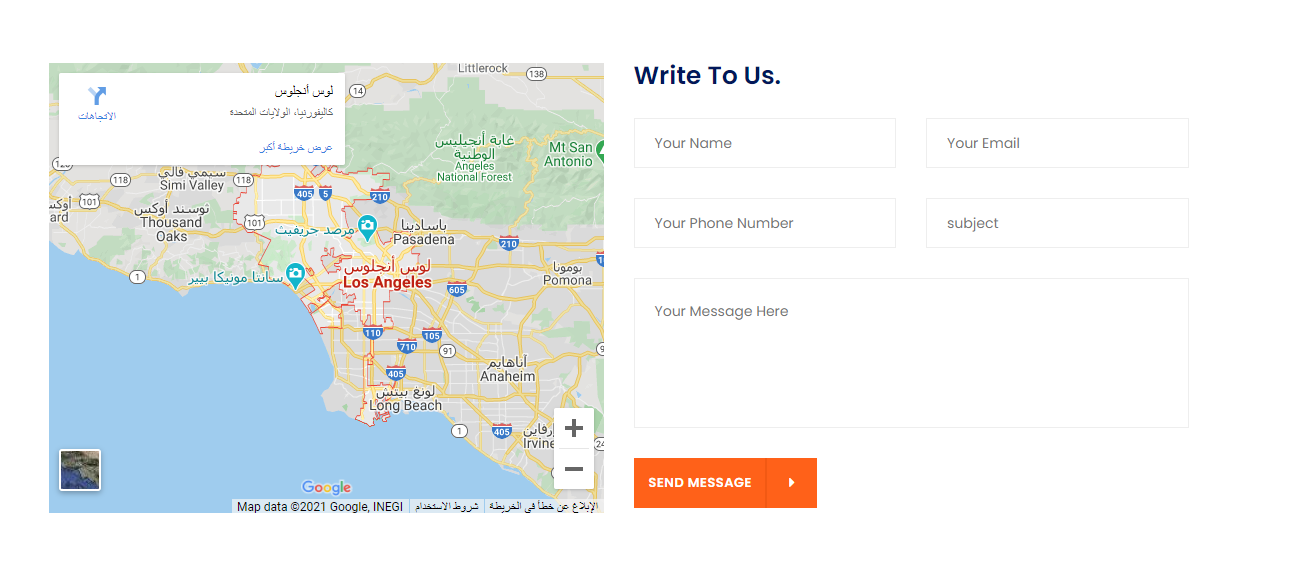 لوس أنجلوس
كاليفورنيا، الولايات المتحدة
الاتجاهات
عرض خريطة أكبر
Littlerock
138
14
غابة أنجيليس
الوطنية
Angeles
National Forest
Mt San
Antonio
118
سيمي فالي
Simi Valley
118
405
5
210
101
ard
ثوسند أوكس
Thousand
Oaks
101
مرصد جريفيث
باسادينا
Pasadena
210
بومونا
Pomona
1
سانتا مونيكا بيير
لوس أنجلوس
Los Angeles
605
110
105
710
91
أناهايم
Anaheim
405
لونغ بيتش
Long Beach
1
405
إرفاين
Irvine
Google
Map data ©2021 Google, INEGI
شروط الاستخدام
الإبلاغ عن خطأ في الخريطة
Write To Us.
Your Name
Your Email
Your Phone Number
subject
Your Message Here
SEND MESSAGE